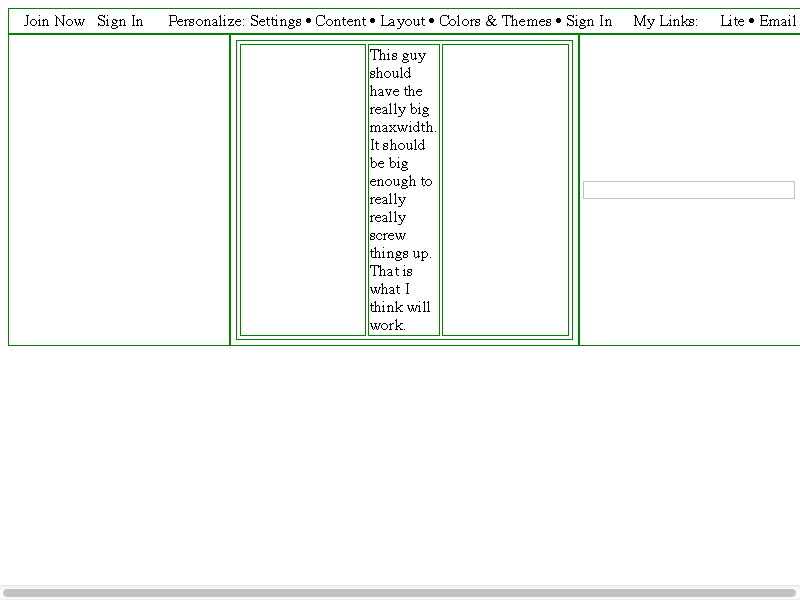 Join Now Sign In Personalize: Settings • Content • Layout • Colors & Themes • Sign In My Links: Lite • Email
This guy
should
have the
really big
maxwidth.
It should
be big
enough to
really
really
screw
things up.
That is
what I
think will
work.